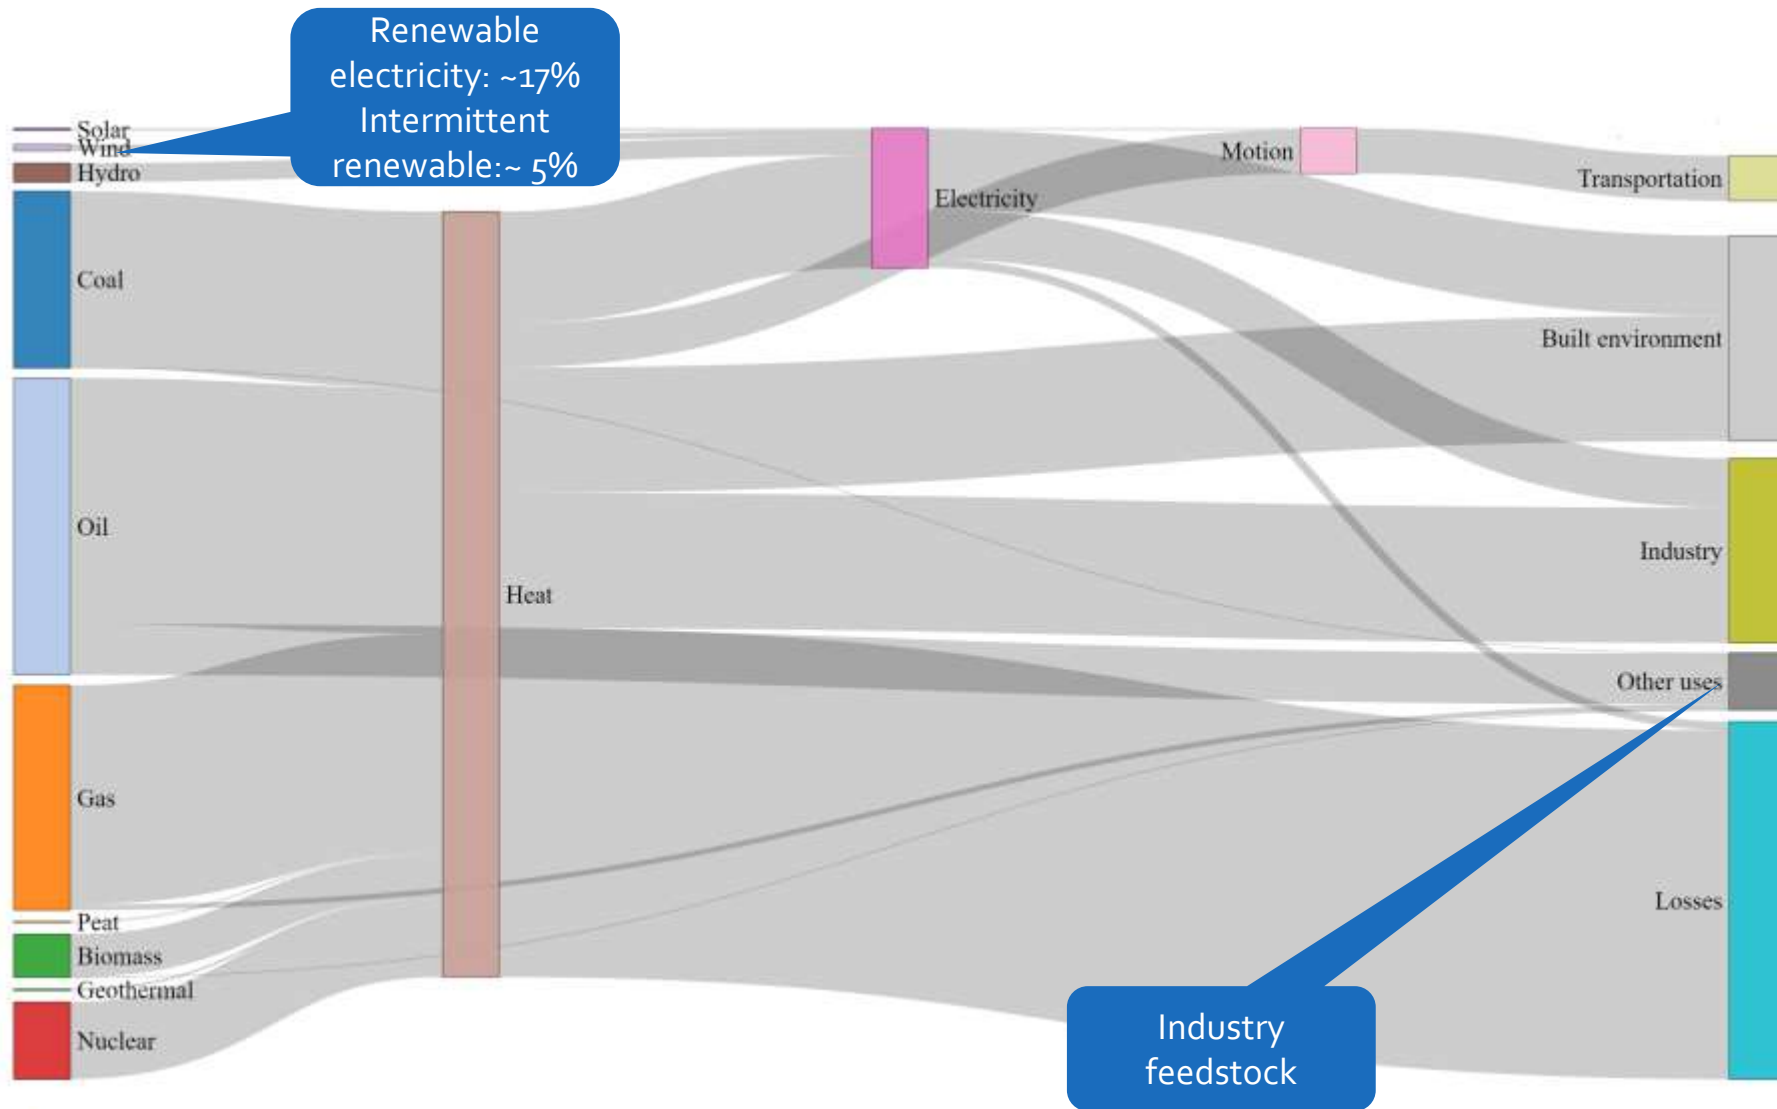 Renewable
electricity: ~17%
Intermittent
renewable:~ 5%
Solar
Wind
Hydro
Coal
Oil
Gas
Peat
Biomass
Geothermal
Nuclear
Heat
Electricity
Motion
Transportation
Built environment
Industry
Other uses
Losses
Industry
feedstock